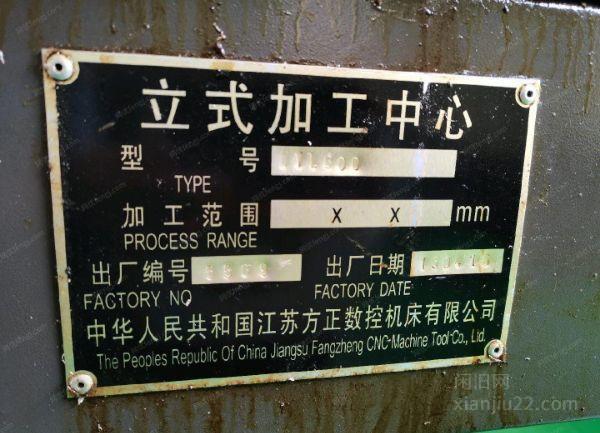 立式加工中心
型 号
TYPE
加工范围 X X mm
PROCESS RANGE
出厂编号 出厂日期
FACTORY NO FACTORY DATE
中华人民共和国江苏方正数控机床有限公司
The Peoples Republic Of China Jiangsu Fangzheng CNC Machine Tool Co., Ltd.
闲旧网
xianjiu22.com